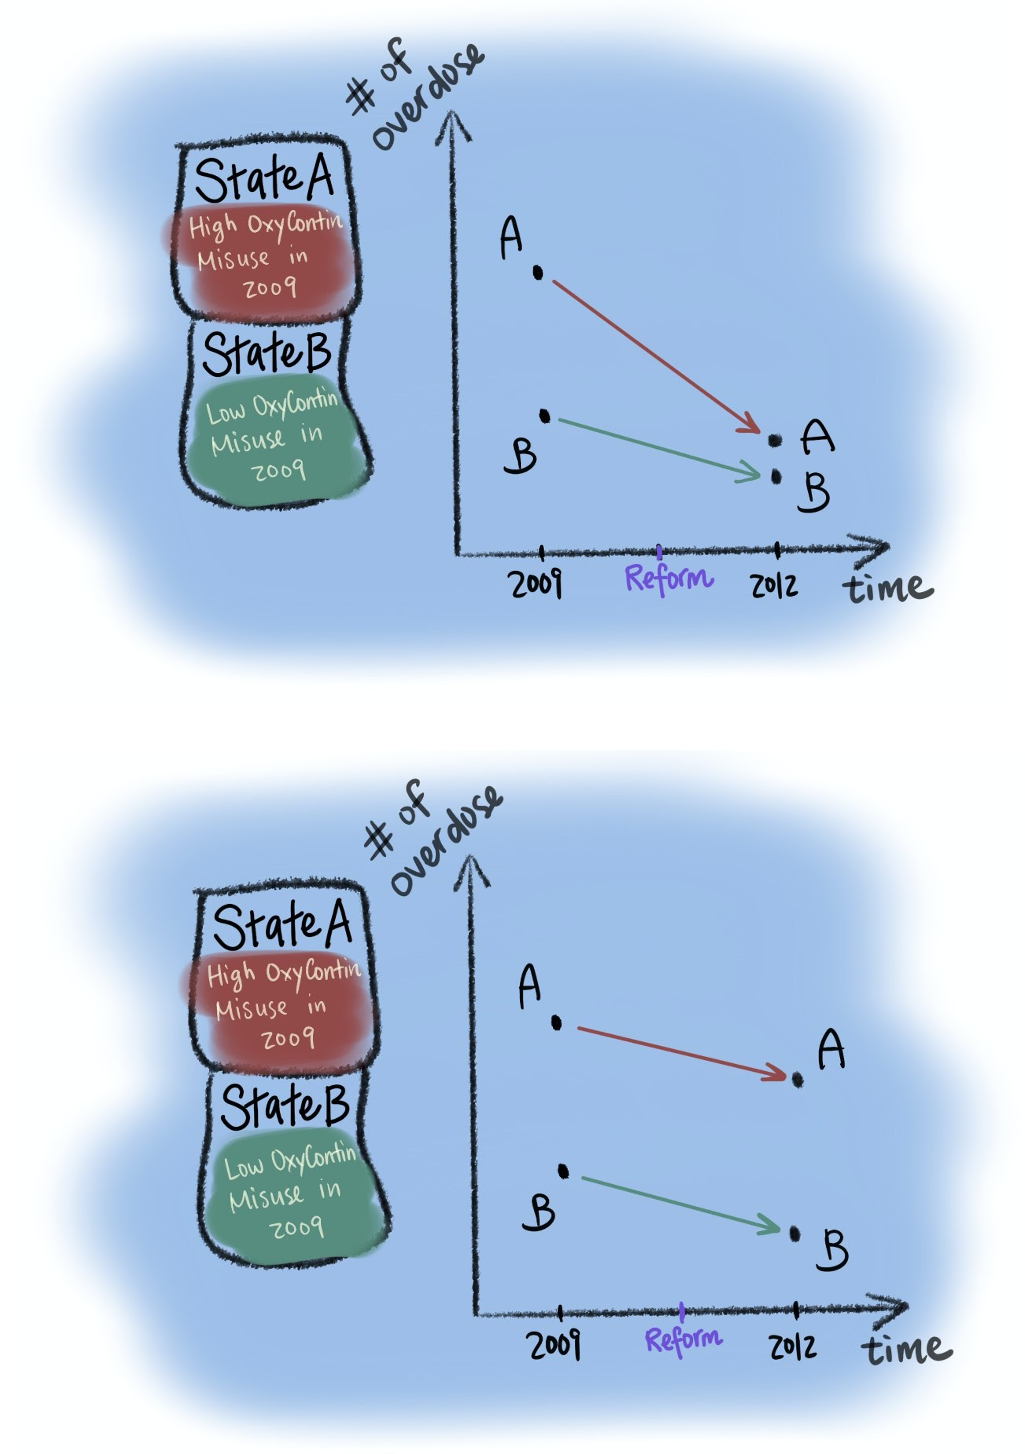 # of
overdose
State A
High OxyContin
Misuse in
2009
State B
Low OxyContin
Misuse in
2009
A
B
A
B
2009
Reform
2012
time
# of
overdose
State A
High OxyContin
Misuse in
2009
State B
Low OxyContin
Misuse in
2009
A
A
B
B
2009
Reform
2012
time